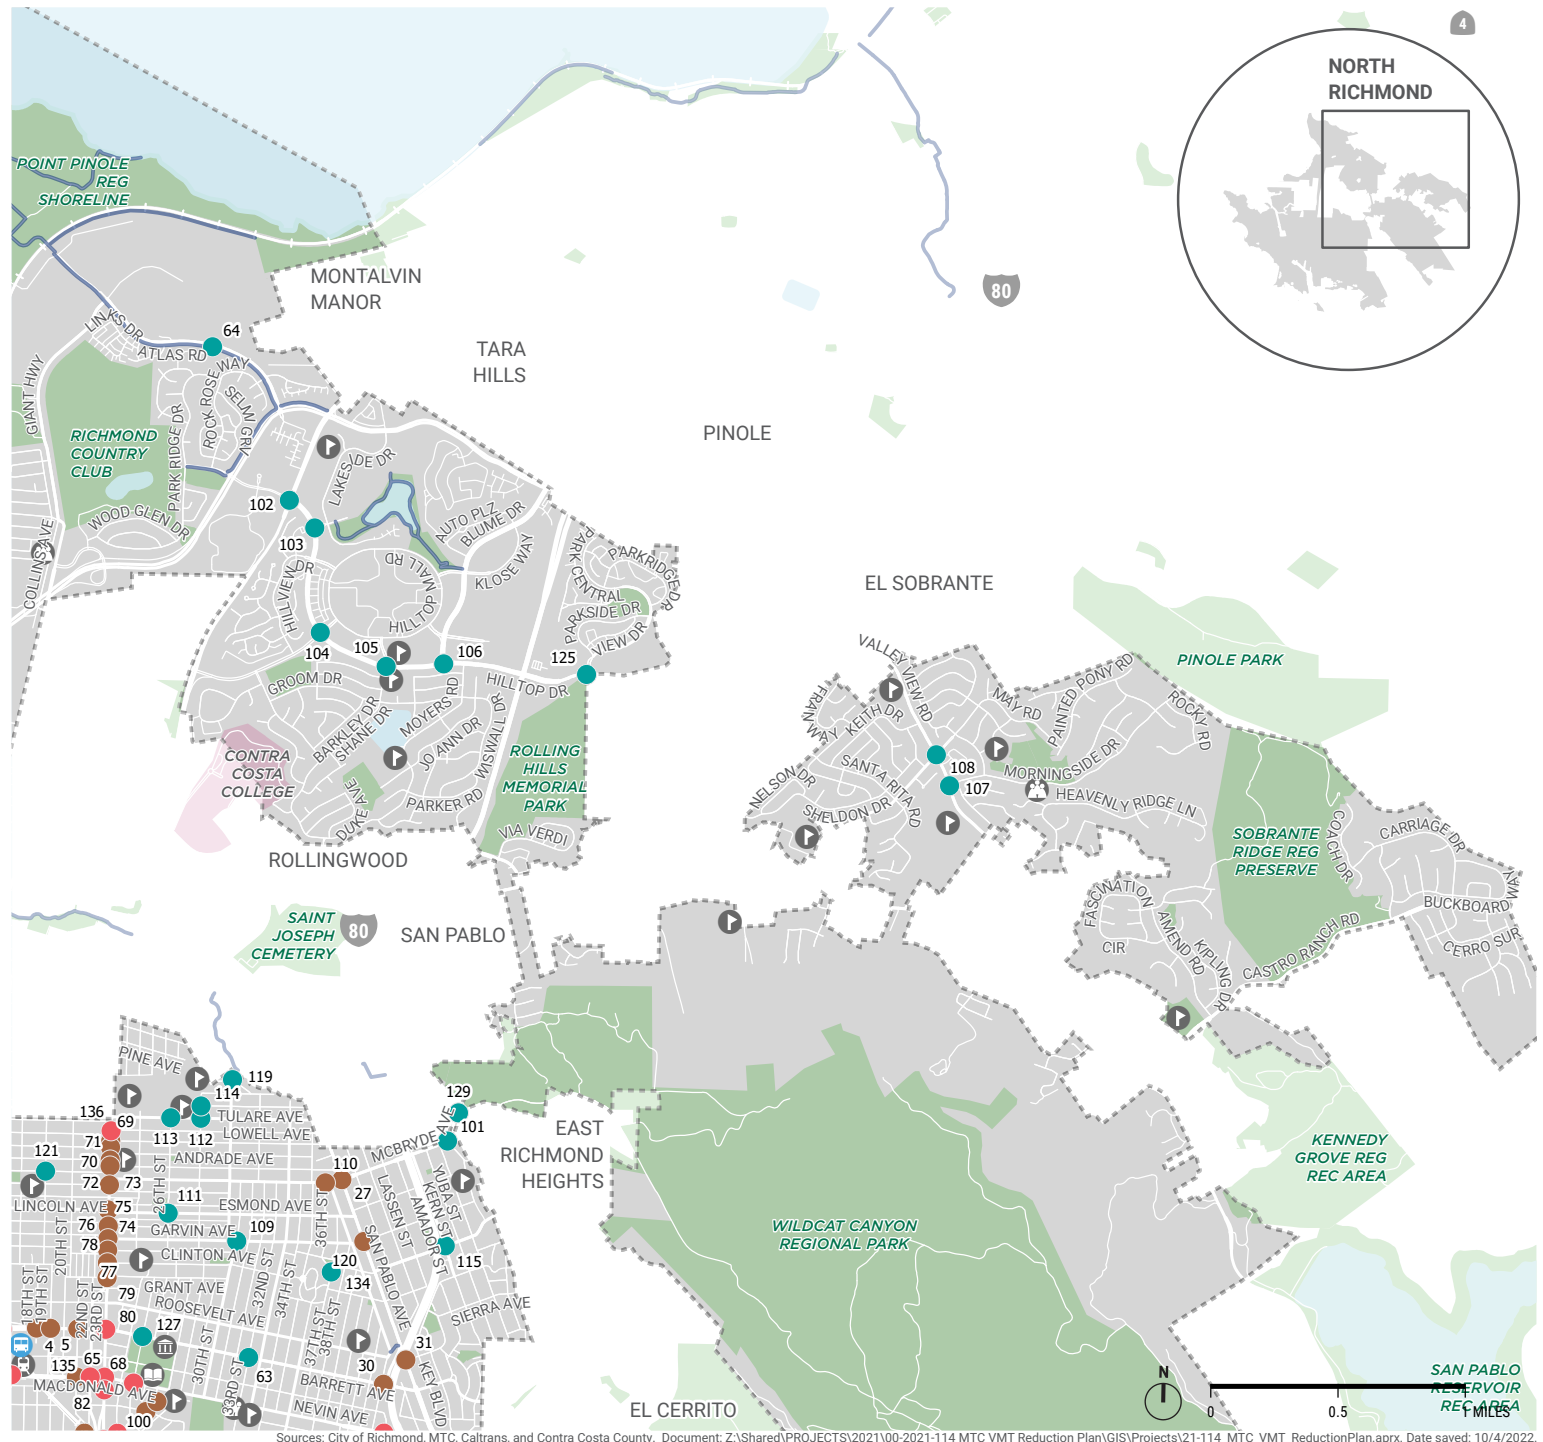 4
NORTH
RICHMOND
POINT PINOLE
REG
SHORELINE
MONTALVIN
MANOR
80
LINKS DR
64
ATLAS RD
ROCK ROSE WAY
SELMI GRV
GIANT HWY
TARA
HILLS
RICHMOND
COUNTRY
CLUB
PARK RIDGE DR
PINOLE
LAKESIDE DR
WOOD GLEN DR
102
103
AUTO PLZ
BLUME DR
COLLINS AVE
HILLVIEW DR
HILLTOP MALL RD
KLOSE WAY
PARK CENTRAL
PARKRIDGE DR
PARKSIDE DR
VIEW DR
EL SOBRANTE
104
105
106
125
GROOM DR
HILLTOP DR
BARKLEY DR
SHANE DR
MOYERS RD
JO ANN DR
WISWALL DR
CONTRA
COSTA
COLLEGE
ROLLING
HILLS
MEMORIAL
PARK
DUKE AVE
PARKER RD
VIA VERDI
VALLEY VIEW RD
PINOLE PARK
FRAN WAY
KEITH DR
MAY RD
PAINTED PONY RD
ROCKY RD
SANTA RITA RD
108
107
MORNINGSIDE DR
NELSON DR
SHELDON DR
HEAVENLY RIDGE LN
SOBRANTE
RIDGE REG
PRESERVE
COACH DR
CARRIAGE DR
BUCKBOARD WAY
CERRO SUR
ROLLINGWOOD
SAINT
JOSEPH
CEMETERY
80
SAN PABLO
FASCINATION
CIR
AMEND RD
KIPLING DR
CASTRO RANCH RD
PINE AVE
119
114
136
69
TULARE AVE
113
112
LOWELL AVE
129
101
MCBRYDE AVE
EAST
RICHMOND
HEIGHTS
KENNEDY
GROVE REG
REC AREA
71
70
121
ANDRADE AVE
26TH ST
110
27
72
73
LINCOLN AVE
75
111
ESMOND AVE
36TH ST
LASSEN ST
YUBA ST
KERN ST
AMADOR ST
76
74
GARVIN AVE
109
20TH ST
78
CLINTON AVE
32ND ST
120
SAN PABLO AVE
115
WILDCAT CANYON
REGIONAL PARK
77
GRANT AVE
34TH ST
134
18TH ST
19TH ST
22ND ST
23RD ST
79
ROOSEVELT AVE
37TH ST
38TH ST
SIERRA AVE
80
127
4
5
30TH ST
31
135
65
68
63
30
33RD ST
BARRETT AVE
KEY BLVD
MACDONALD AVE
82
100
NEVIN AVE
EL CERRITO
SAN PABLO
RESERVOIR
REC AREA
N
0
0.5
1 MILES
Sources: City of Richmond, MTC, Caltrans, and Contra Costa County. Document: Z:\Shared\PROJECTS\2021\00-2021-114 MTC VMT Reduction Plan\GIS\Projects\21-114_MTC_VMT_ReductionPlan.aprx. Date saved: 10/4/2022.